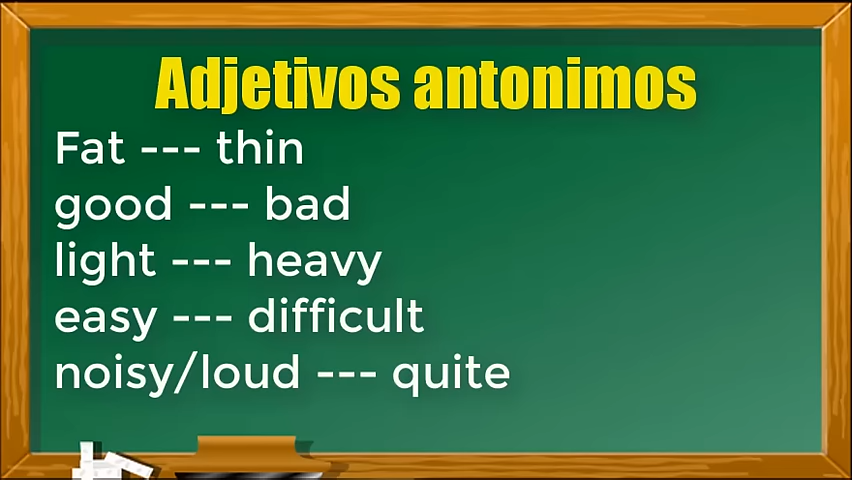 Adjetivos antonimos
Fat --- thin
good --- bad
light --- heavy
easy --- difficult
noisy/loud --- quite